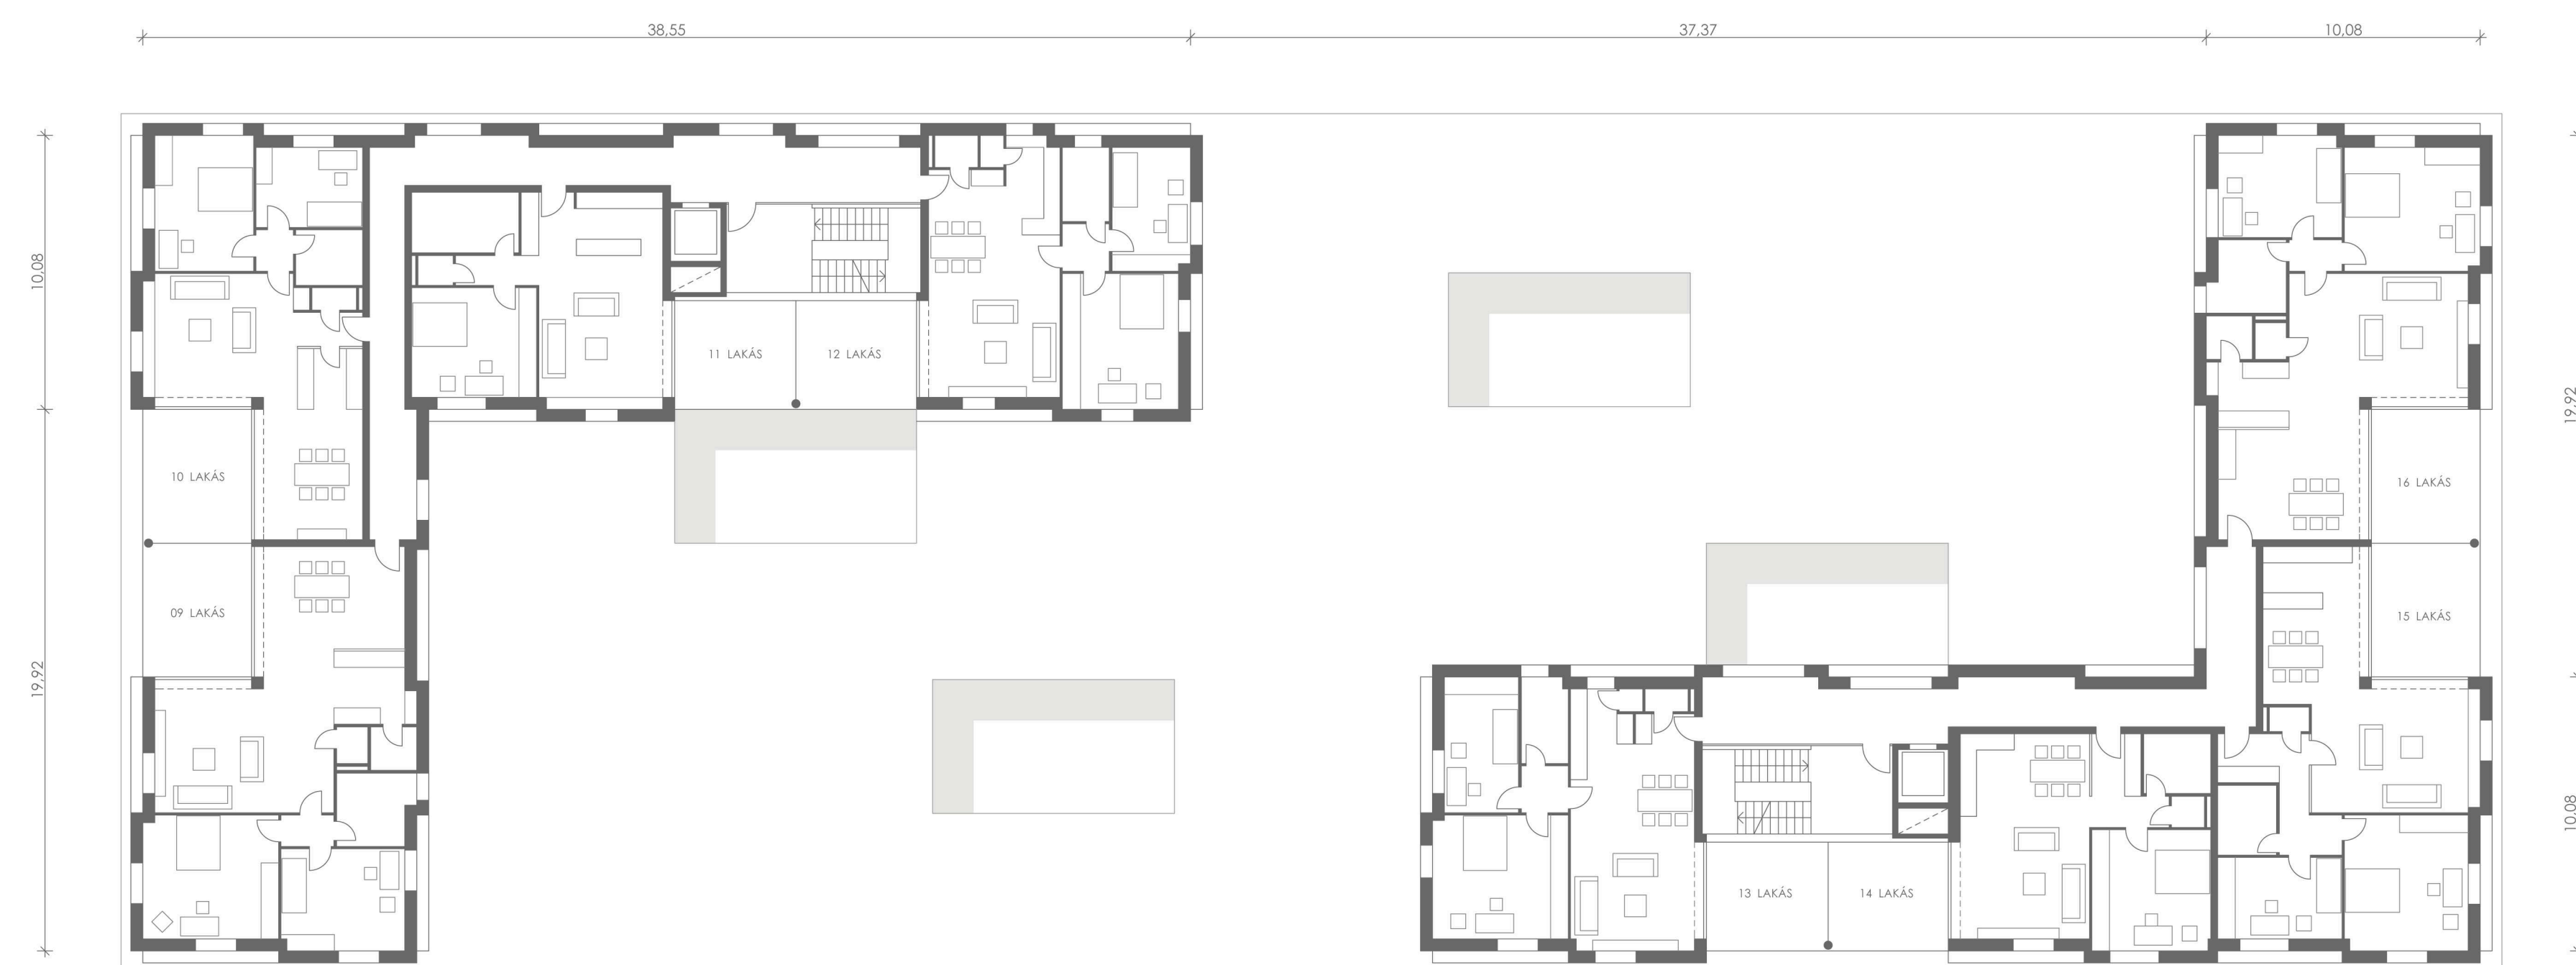 38,55
37,37
10,08
10,08
19,92
11 LAKÁS
12 LAKÁS
10 LAKÁS
16 LAKÁS
09 LAKÁS
15 LAKÁS
19,92
10,08
13 LAKÁS
14 LAKÁS